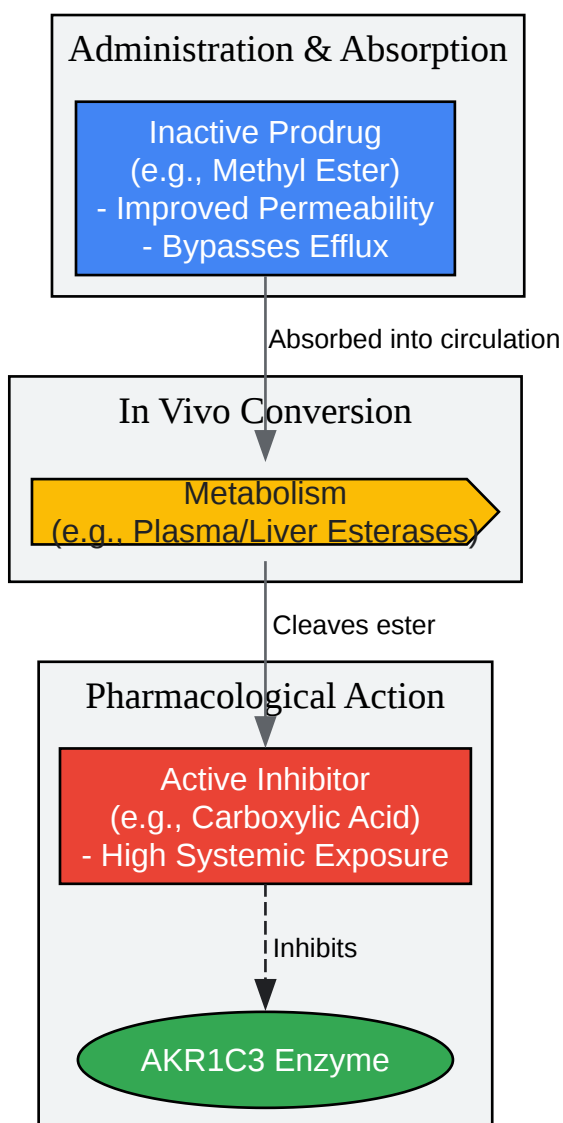 Administration & Absorption
Inactive Prodrug
(e.g., Methyl Ester)
- Improved Permeability
- Bypasses Efflux
Absorbed into circulation
In Vivo Conversion
Metabolism
(e.g., Plasma/Liver Esterases)
Cleaves ester
Pharmacological Action
Active Inhibitor
(e.g., Carboxylic Acid)
- High Systemic Exposure
Inhibits
AKR1C3 Enzyme